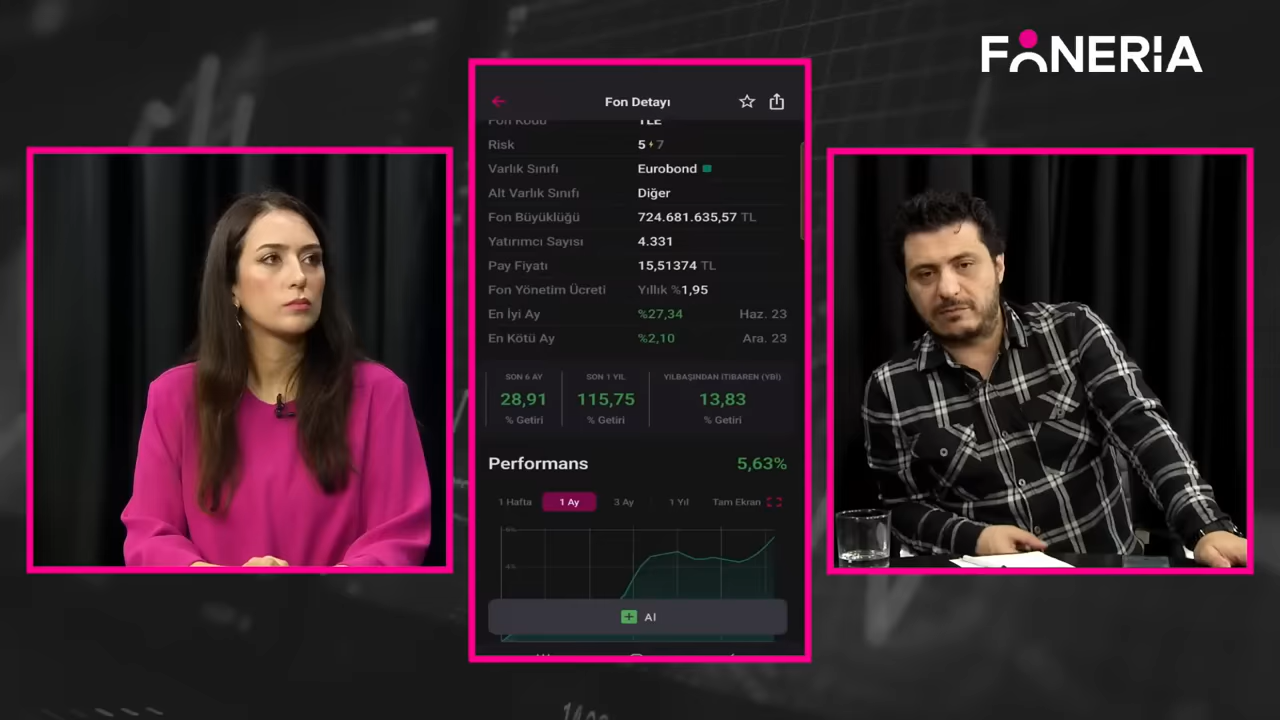 FONERIA
Fon Detayı
Fon Kodu TLE
Risk 5 7
Varlık Sınıfı Eurobond
Alt Varlık Sınıfı Diğer
Fon Büyüklüğü 724.681.635,57 TL
Yatırımcı Sayısı 4.331
Pay Fiyatı 15,51374 TL
Fon Yönetim Ücreti Yıllık %1,95
En İyi Ay %27,34 Haz. 23
En Kötü Ay %2,10 Ara. 23
SON 6 AY SON 1 YIL YILBAŞINDAN İTİBAREN (YBİ)
28,91 115,75 13,83
% Getiri % Getiri % Getiri
Performans 5,63%
1 Hafta 1 Ay 3 Ay 1 Yıl Tam Ekran
Al